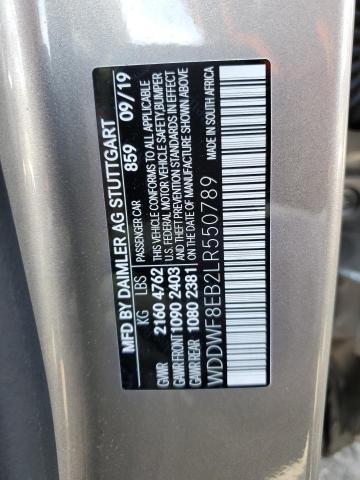 MFD BY DAIMLER AG STUTTGART
KG LBS PASSENGER CAR 859 09/19
GVWR 2160 4762 THIS VEHICLE CONFORMS TO ALL APPLICABLE
U.S. FEDERAL MOTOR VEHICLE SAFETY,BUMPER
GAWR FRONT 1090 2403 AND THEFT PREVENTION STANDARDS IN EFFECT
GAWR REAR 1080 2381 ON THE DATE OF MANUFACTURE SHOWN ABOVE
WDDWF8EB2LR550789 MADE IN SOUTH AFRICA